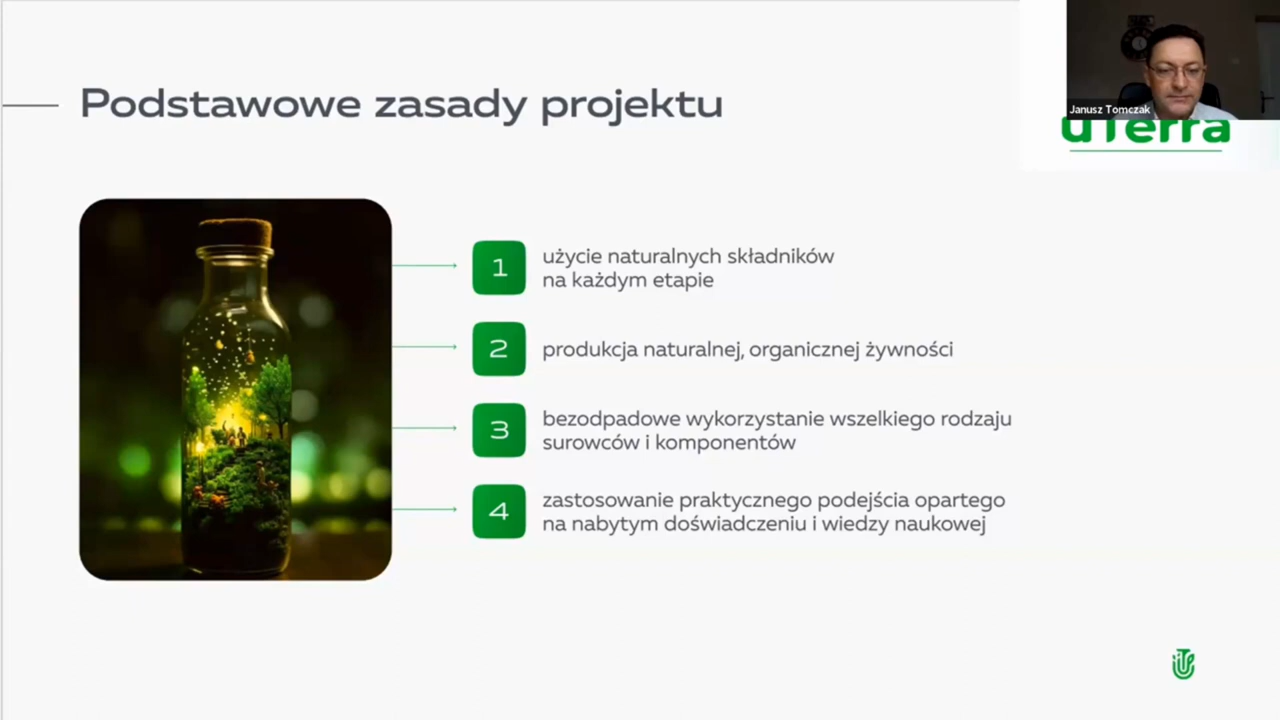 Podstawowe zasady projektu
Janusz Tomczak
uTerra
1
użycie naturalnych składników
na każdym etapie
2
produkcja naturalnej, organicznej żywności
3
bezodpadowe wykorzystanie wszelkiego rodzaju
surowców i komponentów
4
zastosowanie praktycznego podejścia opartego
na nabytym doświadczeniu i wiedzy naukowej